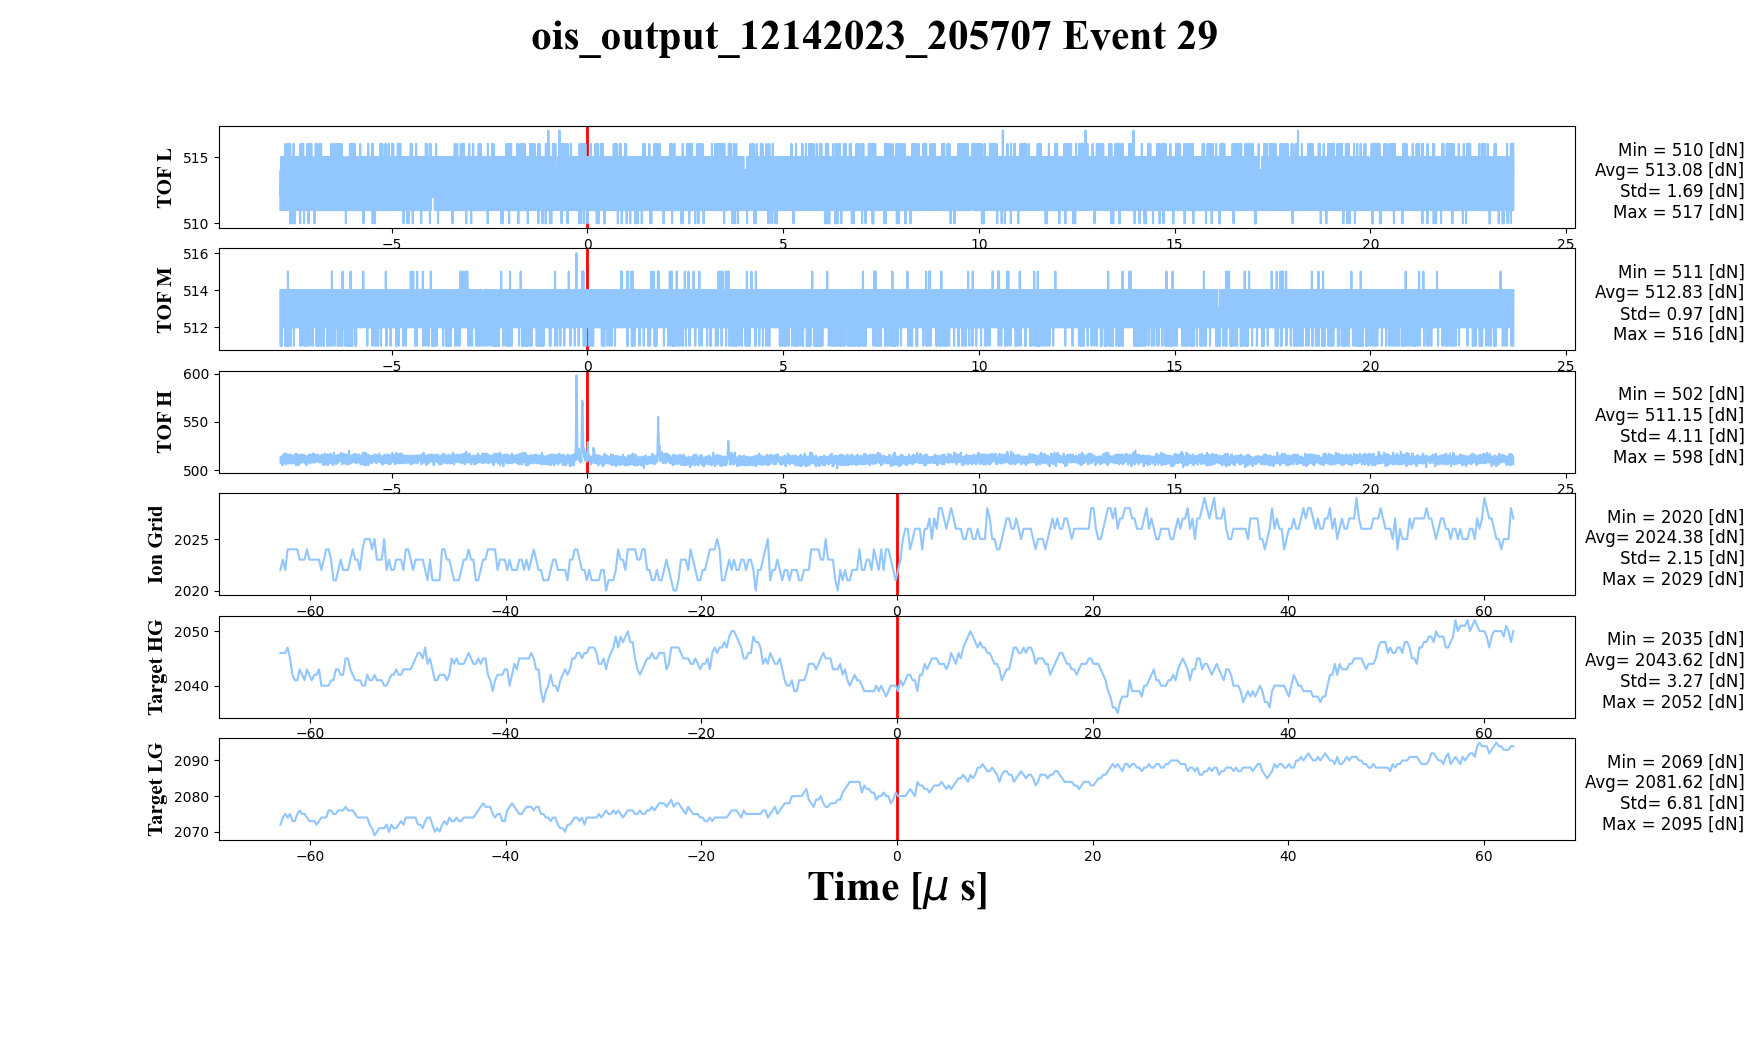 ois_output_12142023_205707 Event 29
TOF L
515
510
−5
0
5
10
15
20
25
Min = 510 [dN]
Avg= 513.08 [dN]
Std= 1.69 [dN]
Max = 517 [dN]
TOF M
516
514
512
−5
0
5
10
15
20
25
Min = 511 [dN]
Avg= 512.83 [dN]
Std= 0.97 [dN]
Max = 516 [dN]
TOF H
600
550
500
−5
0
5
10
15
20
25
Min = 502 [dN]
Avg= 511.15 [dN]
Std= 4.11 [dN]
Max = 598 [dN]
Ion Grid
2025
2020
−60
−40
−20
0
20
40
60
Min = 2020 [dN]
Avg= 2024.38 [dN]
Std= 2.15 [dN]
Max = 2029 [dN]
Target HG
2050
2040
−60
−40
−20
0
20
40
60
Min = 2035 [dN]
Avg= 2043.62 [dN]
Std= 3.27 [dN]
Max = 2052 [dN]
Target LG
2090
2080
2070
−60
−40
−20
0
20
40
60
Min = 2069 [dN]
Avg= 2081.62 [dN]
Std= 6.81 [dN]
Max = 2095 [dN]
Time [μ s]